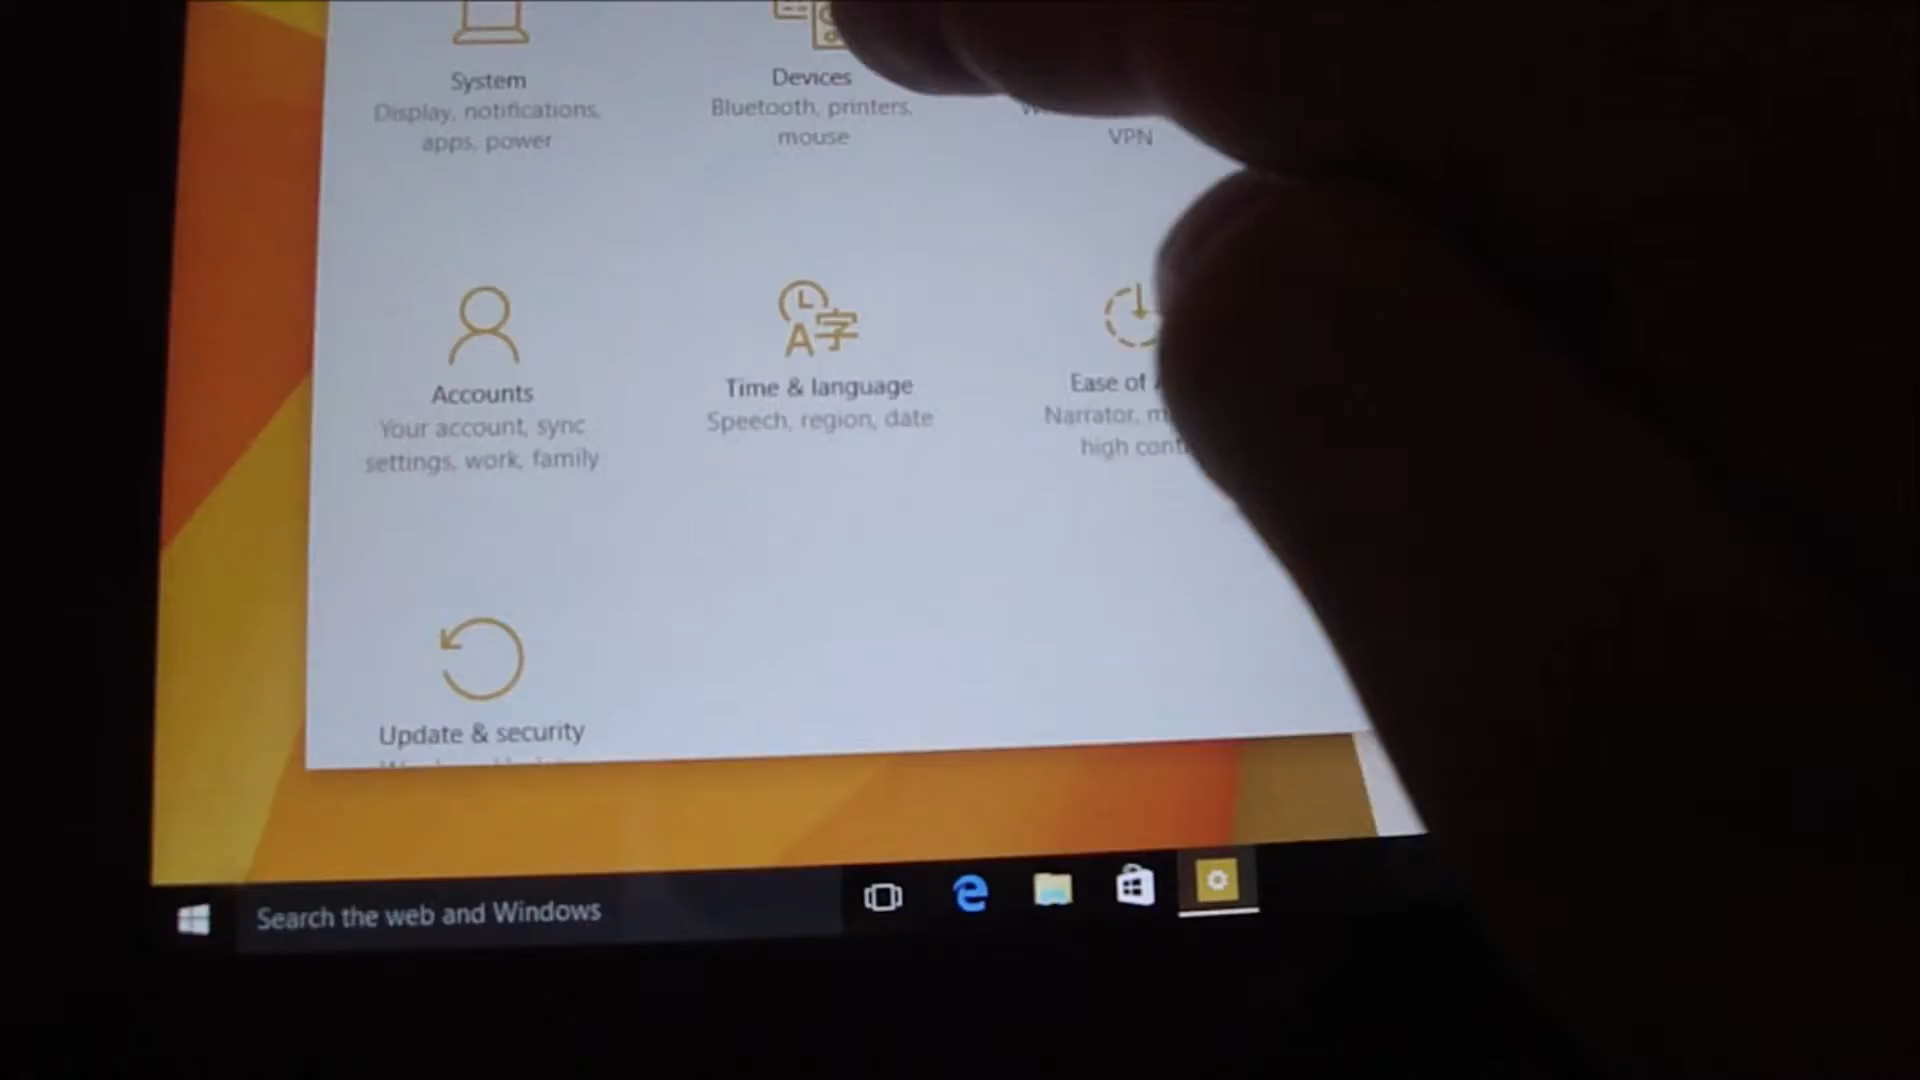 System
Display, notifications,
apps, power
Devices
Bluetooth, printers,
mouse
VPN
Accounts
Your account, sync
settings, work, family
Time & language
Speech, region, date
Ease of
Narrator,
high
Update & security
Search the web and Windows